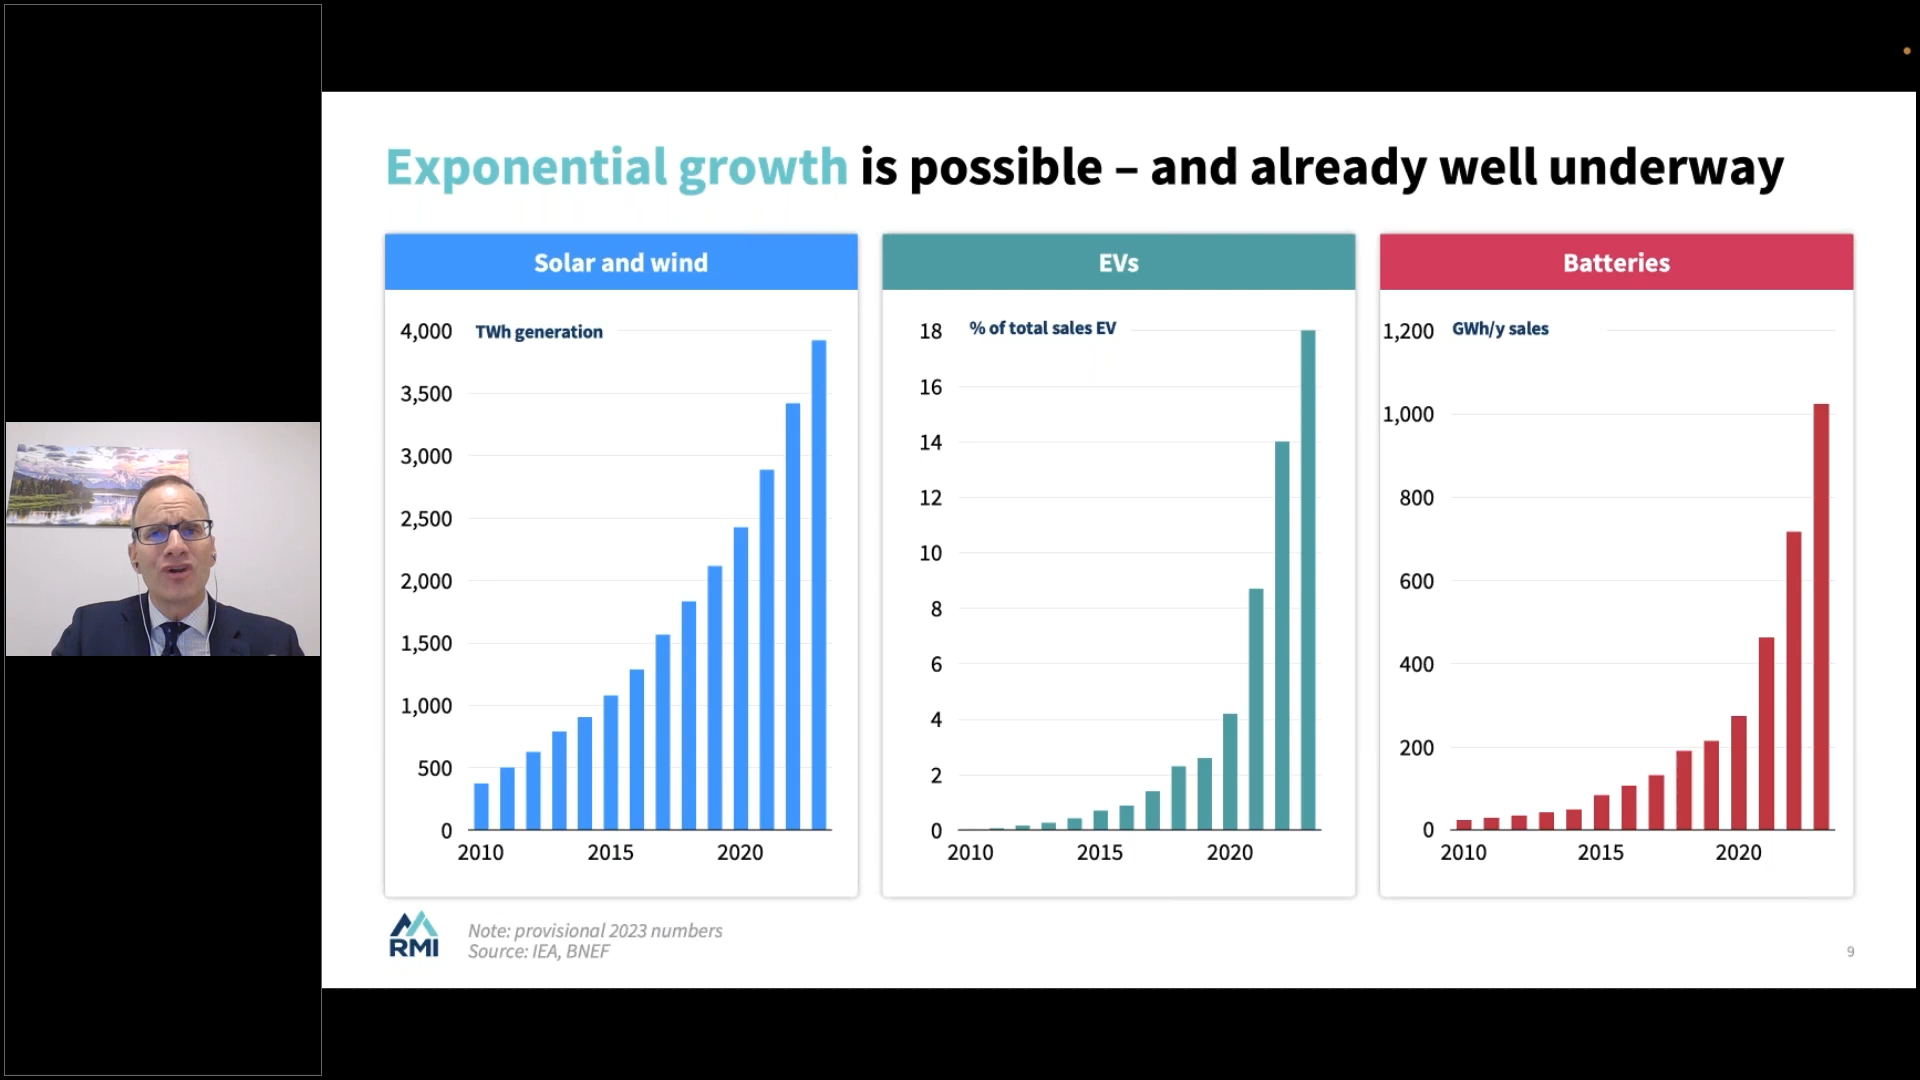 Exponential growth is possible – and already well underway
Solar and wind
TWh generation
4,000
3,500
3,000
2,500
2,000
1,500
1,000
500
0
2010 2015 2020
EVs
% of total sales EV
18
16
14
12
10
8
6
4
2
0
2010 2015 2020
Batteries
GWh/y sales
1,200
1,000
800
600
400
200
0
2010 2015 2020
RMI
Note: provisional 2023 numbers
Source: IEA, BNEF
9